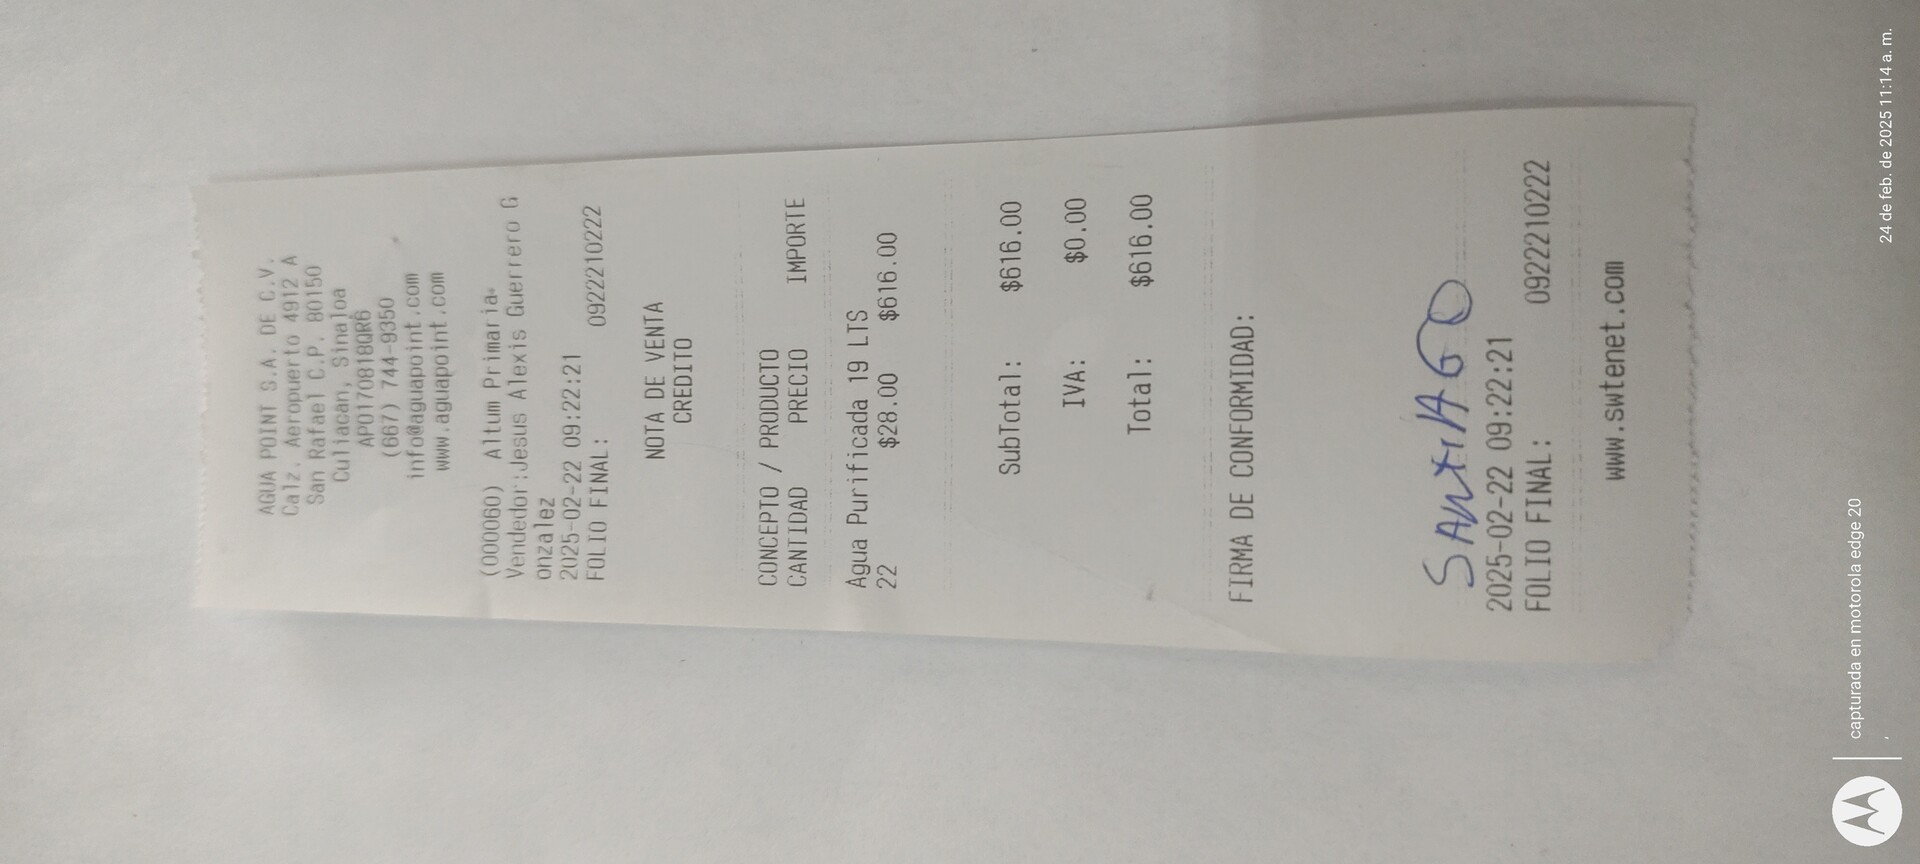 AGUA POINT S.A. DE C.V.
Calz. Aeropuerto 4912 A
San Rafael C.P. 80150
Culiacan, Sinaloa
APO170818QR6
(667) 744-9350
info@aguapoint.com
www.aguapoint.com
(000060) Altum Primaria
Vendedor:Jesus Alexis Guerrero G
onzalez
2025-02-22 09:22:21
FOLIO FINAL: 0922210222
NOTA DE VENTA
CREDITO
CONCEPTO / PRODUCTO
CANTIDAD PRECIO IMPORTE
Agua Purificada 19 LTS
22 $28.00 $616.00
SubTotal: $616.00
IVA: $0.00
Total: $616.00
FIRMA DE CONFORMIDAD:
SANtiAGO
2025-02-22 09:22:21
FOLIO FINAL: 0922210222
www.swtenet.com
capturada en motorola edge 20
,
24 de feb. de 2025 11:14 a. m.